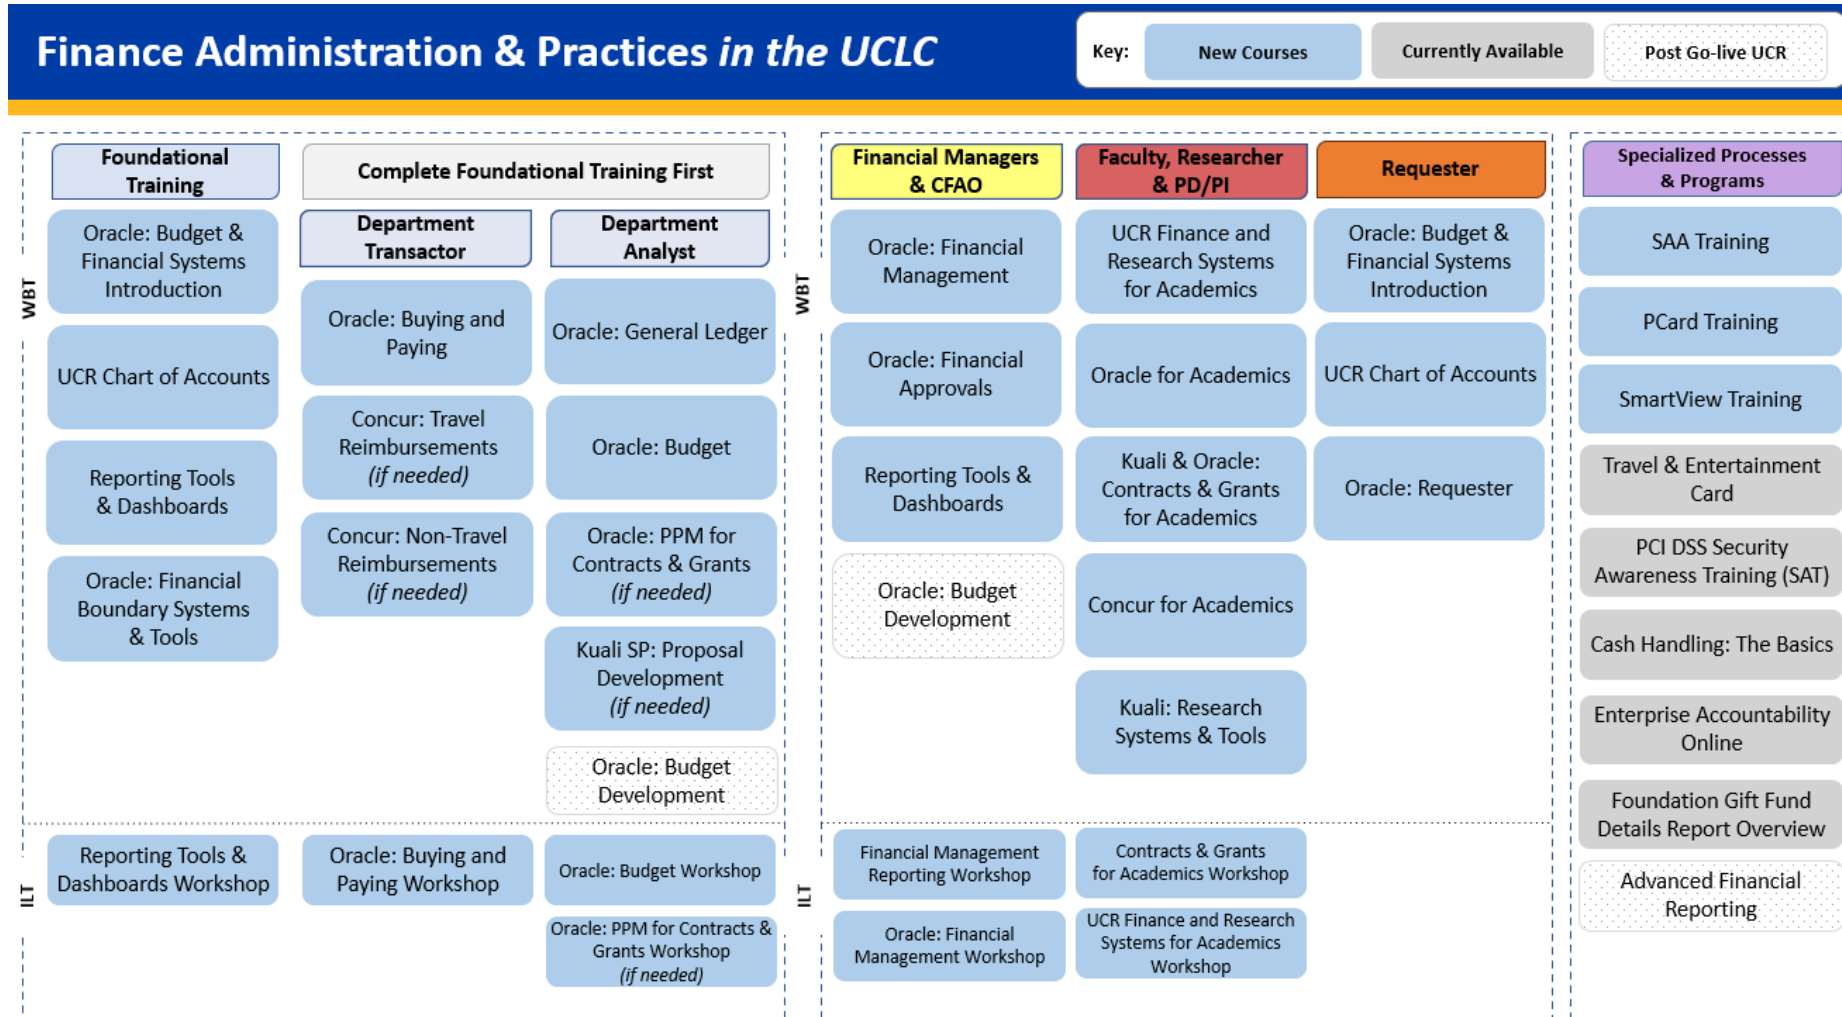 Finance Administration & Practices in the UCLC
Key:
New Courses
Currently Available
Post Go-live UCR
WBT
Foundational
Training
Oracle: Budget &
Financial Systems
Introduction
UCR Chart of Accounts
Reporting Tools
& Dashboards
Oracle: Financial
Boundary Systems
& Tools
Complete Foundational Training First
Department
Transactor
Oracle: Buying and
Paying
Concur: Travel
Reimbursements
(if needed)
Concur: Non-Travel
Reimbursements
(if needed)
Department
Analyst
Oracle: General Ledger
Oracle: Budget
Oracle: PPM for
Contracts & Grants
(if needed)
Kuali SP: Proposal
Development
(if needed)
Oracle: Budget
Development
ILT
Reporting Tools &
Dashboards Workshop
Oracle: Buying and
Paying Workshop
Oracle: Budget Workshop
Oracle: PPM for Contracts &
Grants Workshop
(if needed)
WBT
Financial Managers
& CFAO
Oracle: Financial
Management
Oracle: Financial
Approvals
Reporting Tools &
Dashboards
Oracle: Budget
Development
Faculty, Researcher
& PD/PI
UCR Finance and
Research Systems
for Academics
Oracle for Academics
Kuali & Oracle:
Contracts & Grants
for Academics
Concur for Academics
Kuali: Research
Systems & Tools
Requester
Oracle: Budget &
Financial Systems
Introduction
UCR Chart of Accounts
Oracle: Requester
ILT
Financial Management
Reporting Workshop
Oracle: Financial
Management Workshop
Contracts & Grants
for Academics Workshop
UCR Finance and Research
Systems for Academics
Workshop
Specialized Processes
& Programs
SAA Training
PCard Training
SmartView Training
Travel & Entertainment
Card
PCI DSS Security
Awareness Training (SAT)
Cash Handling: The Basics
Enterprise Accountability
Online
Foundation Gift Fund
Details Report Overview
Advanced Financial
Reporting